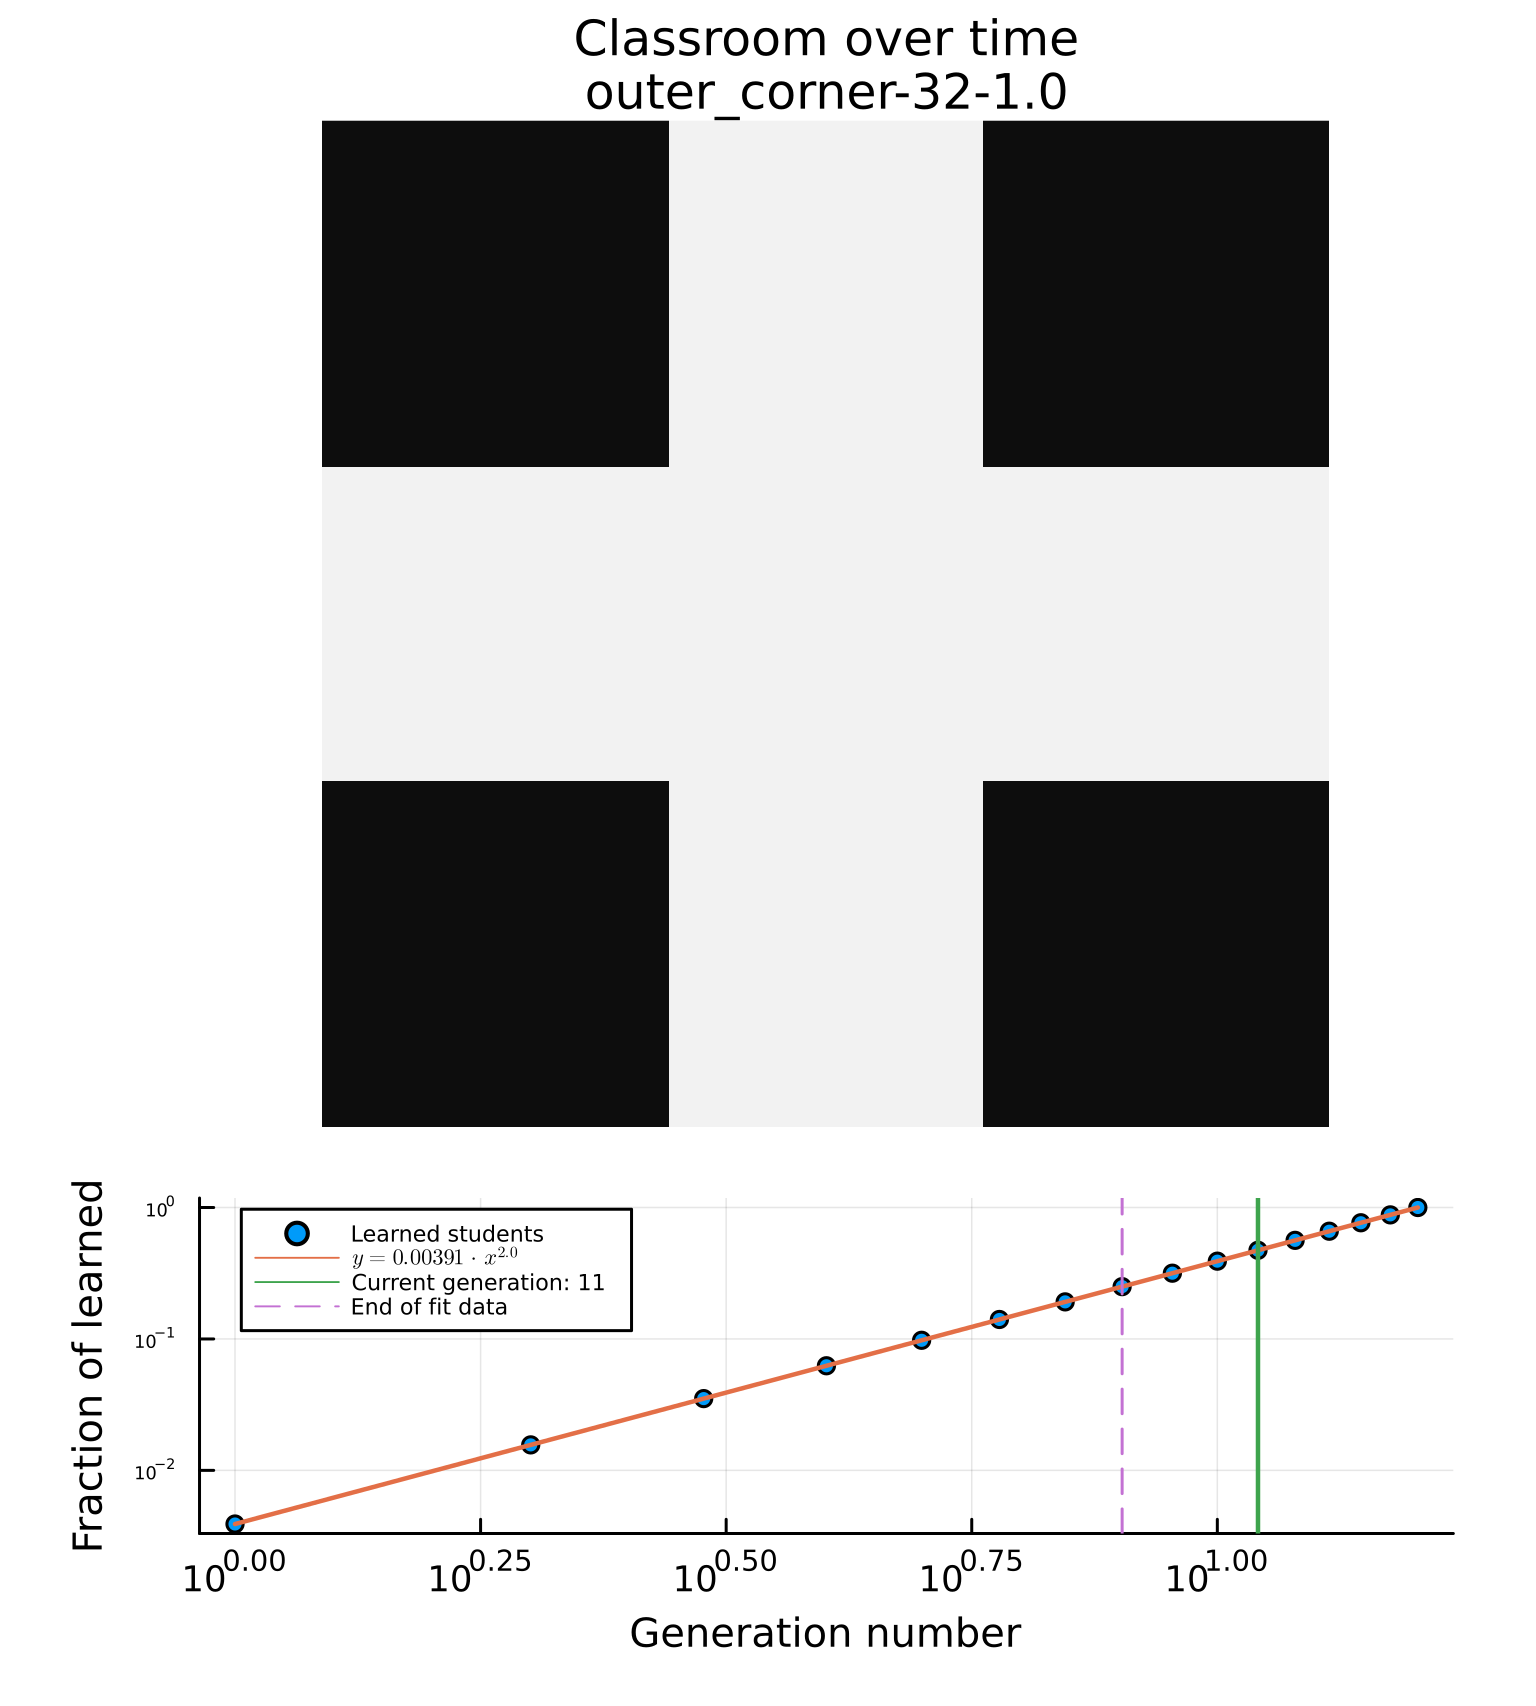 Classroom over time
outer_corner-32-1.0
Fraction of learned
10^0
10^−1
10^−2
Learned students
y = 0.00391 · x^2.0
Current generation: 11
End of fit data
10^0.00 10^0.25 10^0.50 10^0.75 10^1.00
Generation number